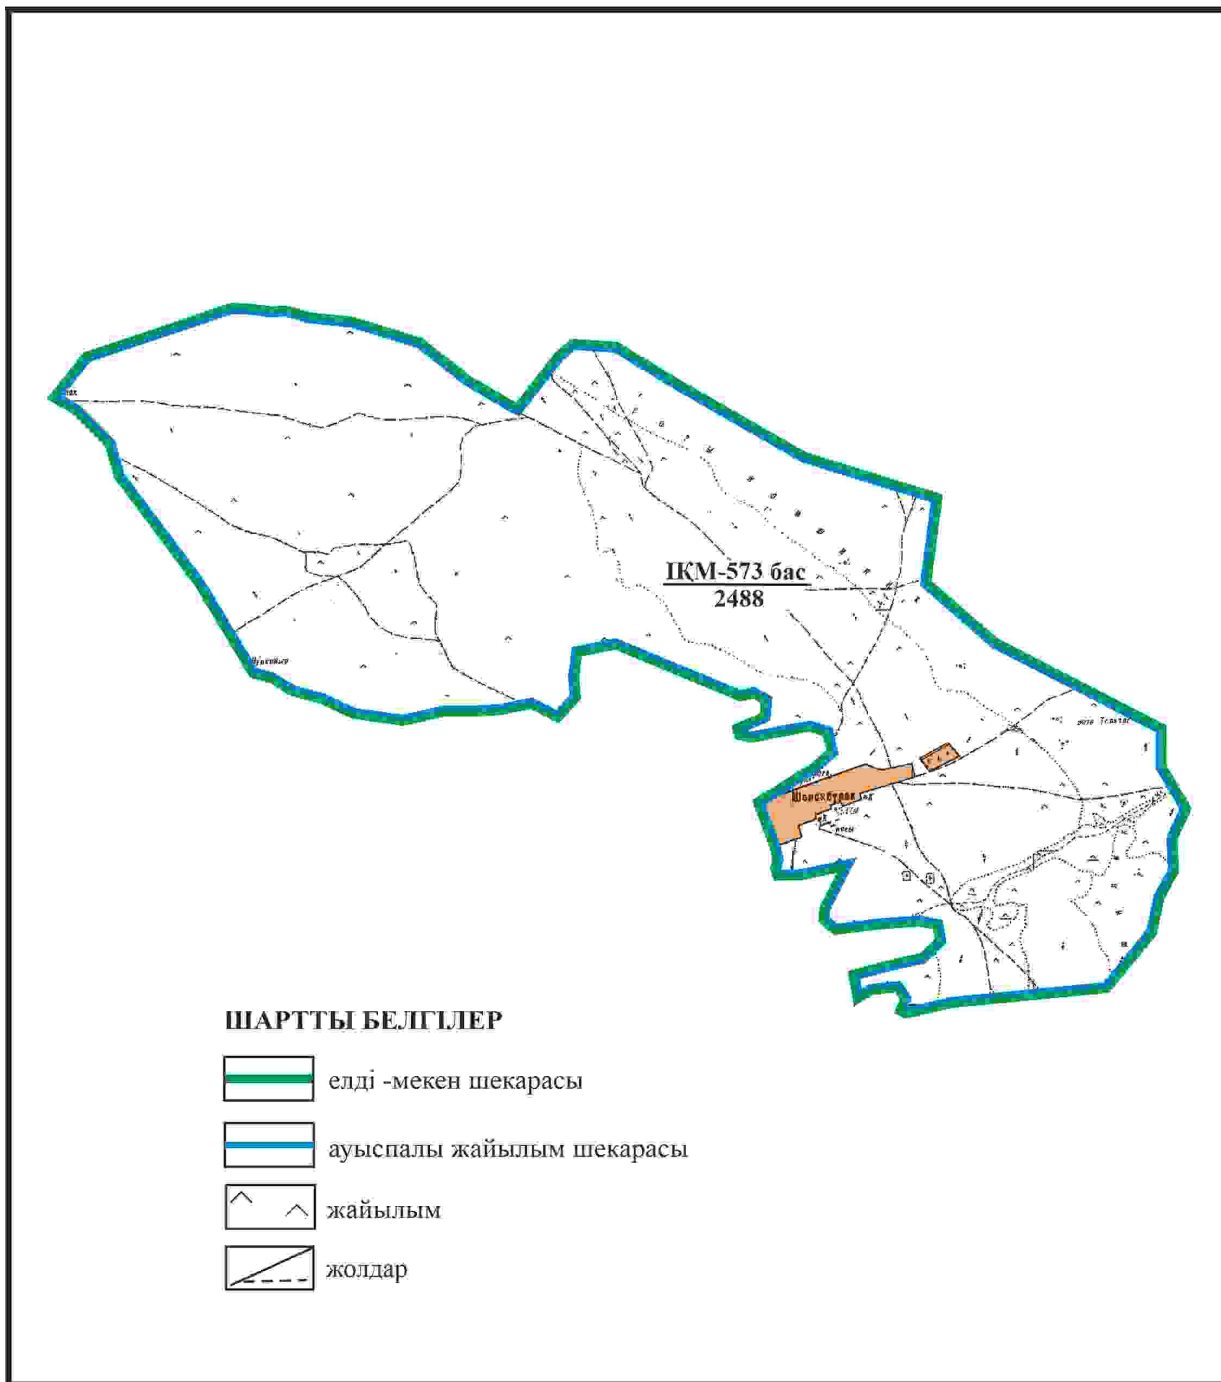 ІҚМ-573 бас
2488
ШАРТТЫ БЕЛГІЛЕР
елді -мекен шекарасы
ауыспалы жайылым шекарасы
жайылым
жолдар